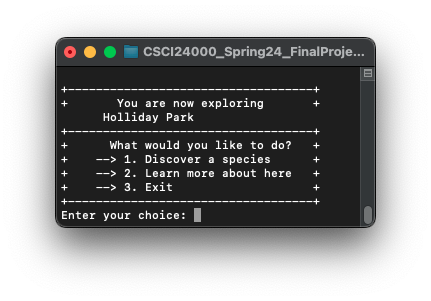 CSCI24000_Spring24_FinalProje...
+-----------------------------------+
+       You are now exploring       +
      Holliday Park
+-----------------------------------+
+      What would you like to do?   +
+    --> 1. Discover a species      +
+    --> 2. Learn more about here   +
+    --> 3. Exit                    +
+-----------------------------------+
Enter your choice: